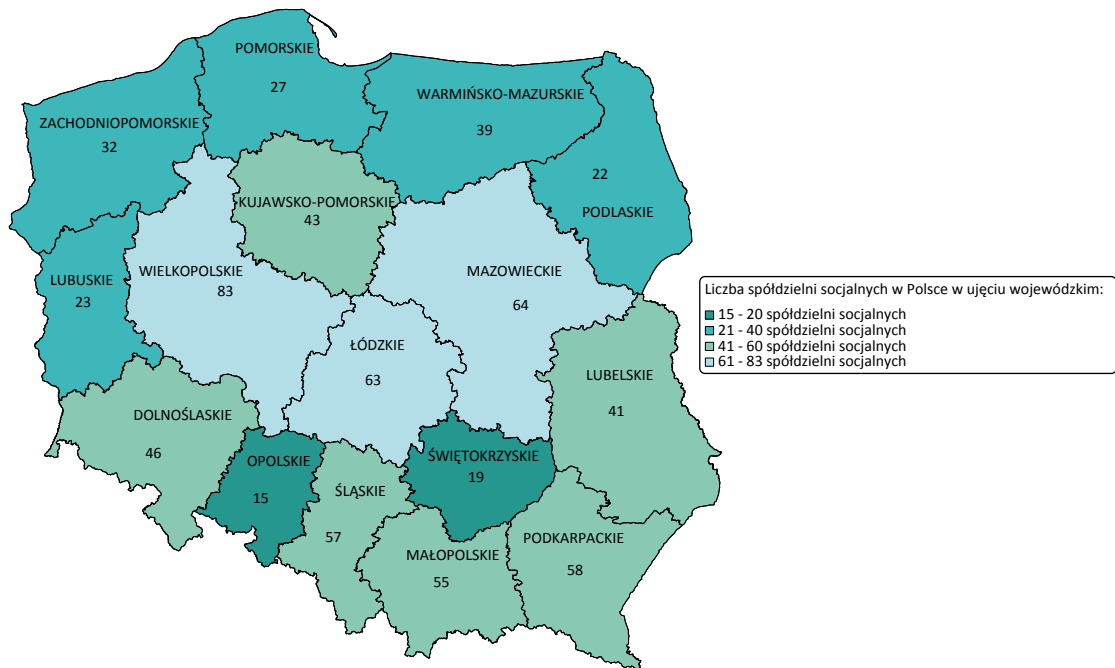 POMORSKIE
27
WARMIŃSKO-MAZURSKIE
39
ZACHODNIOPOMORSKIE
32
22
PODLASKIE
KUJAWSKO-POMORSKIE
43
WIELKOPOLSKIE
83
MAZOWIECKIE
64
LUBUSKIE
23
ŁÓDZKIE
63
LUBELSKIE
41
DOLNOŚLASKIE
46
OPOLSKIE
15
ŚWIĘTOKRZYSKIE
19
ŚLĄSKIE
57
MAŁOPOLSKIE
55
PODKARPACKIE
58
Liczba spółdzielni socjalnych w Polsce w ujęciu wojewódzkim:
15 - 20 spółdzielni socjalnych
21 - 40 spółdzielni socjalnych
41 - 60 spółdzielni socjalnych
61 - 83 spółdzielni socjalnych